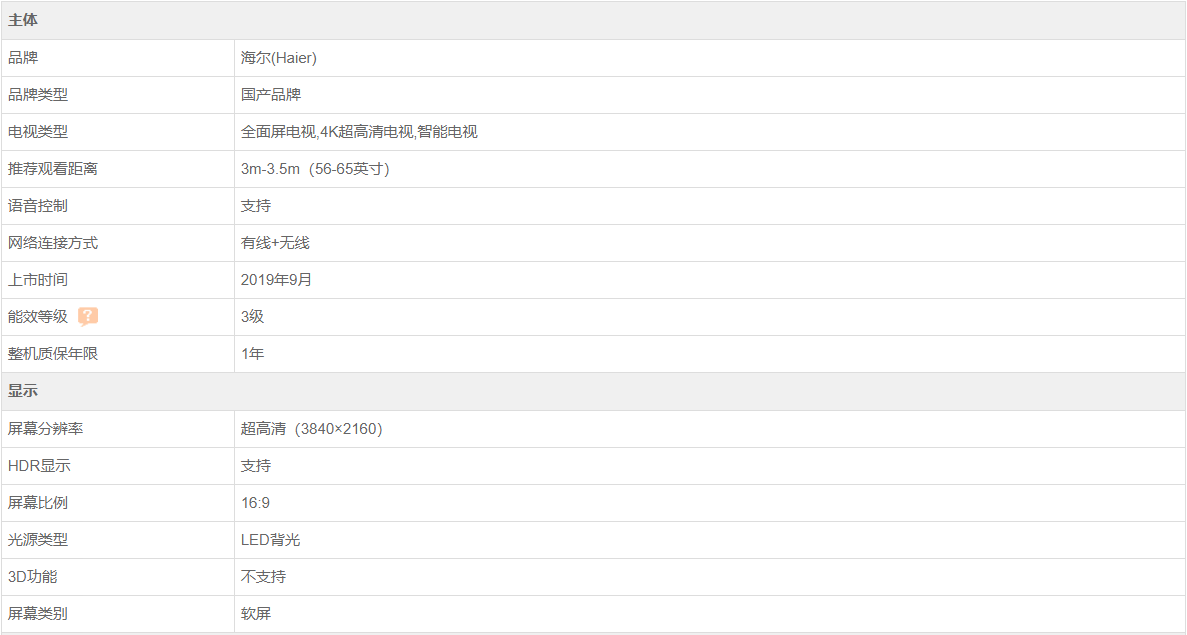 主体
品牌 海尔(Haier)
品牌类型 国产品牌
电视类型 全面屏电视,4K超高清电视,智能电视
推荐观看距离 3m-3.5m（56-65英寸）
语音控制 支持
网络连接方式 有线+无线
上市时间 2019年9月
能效等级 ? 3级
整机质保年限 1年
显示
屏幕分辨率 超高清（3840×2160）
HDR显示 支持
屏幕比例 16:9
光源类型 LED背光
3D功能 不支持
屏幕类别 软屏